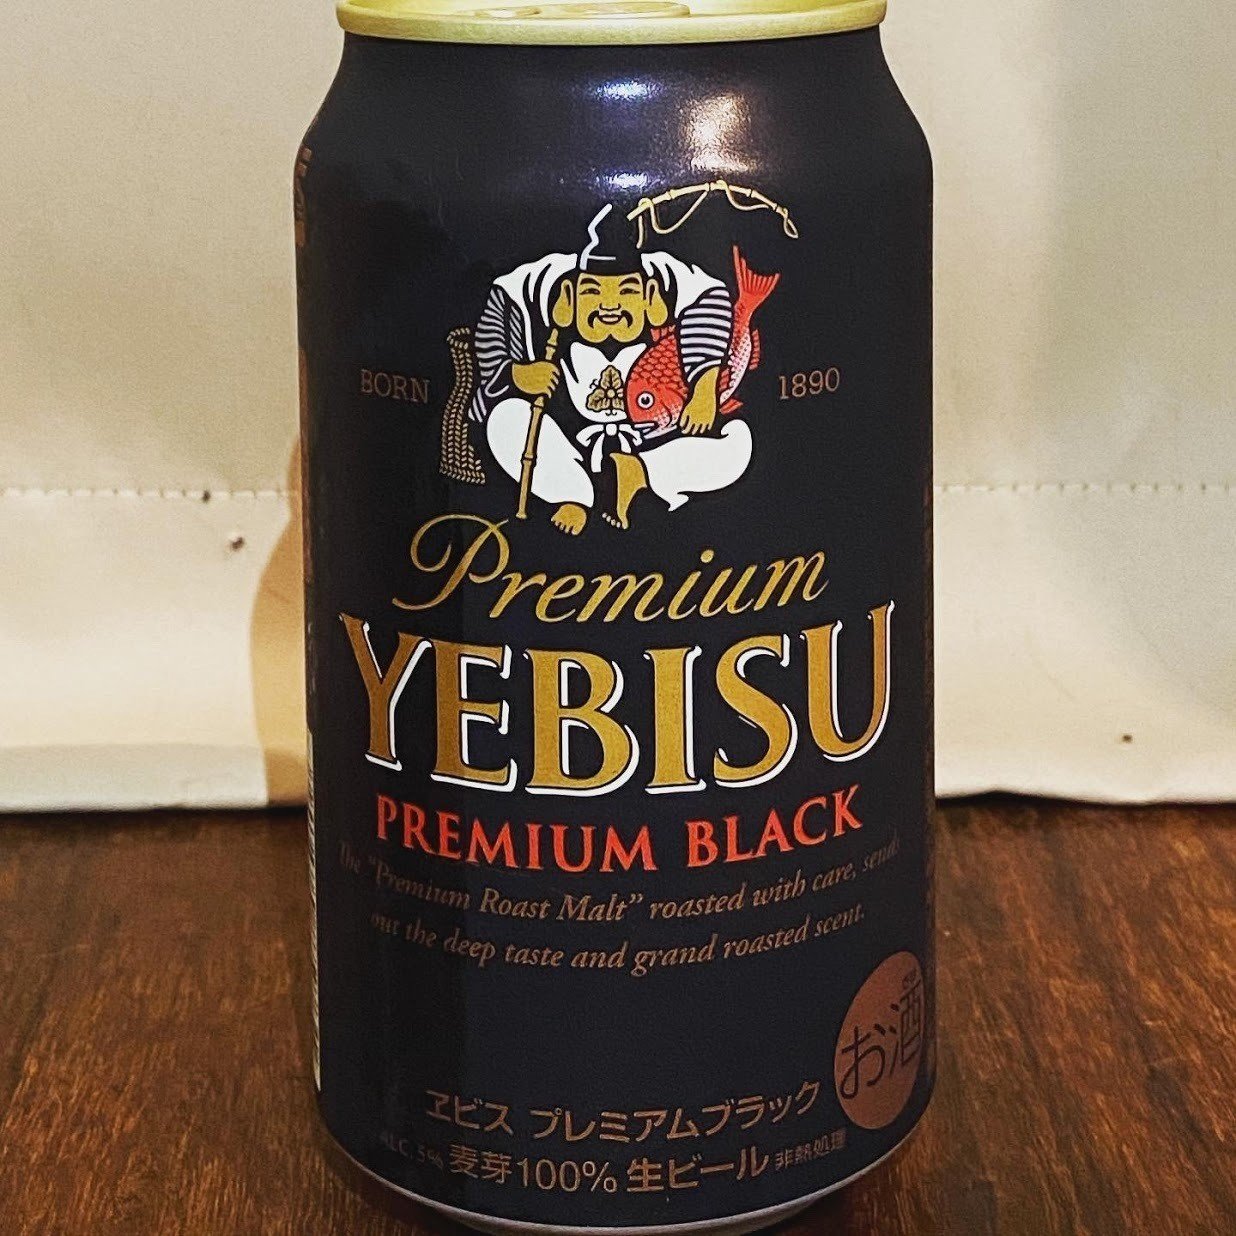 BORN 1890
Premium
YEBISU
PREMIUM BLACK
The "Premium Roast Malt" roasted with care, sends
out the deep taste and grand roasted scent.
お酒
ヱビス プレミアムブラック
ALC.5% 麦芽100% 生ビール 非熱処理